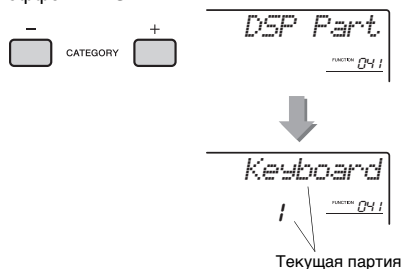 − +
CATEGORY
DSP Part
FUNCTION 041
Keyboard
1 FUNCTION 041
Текущая партия